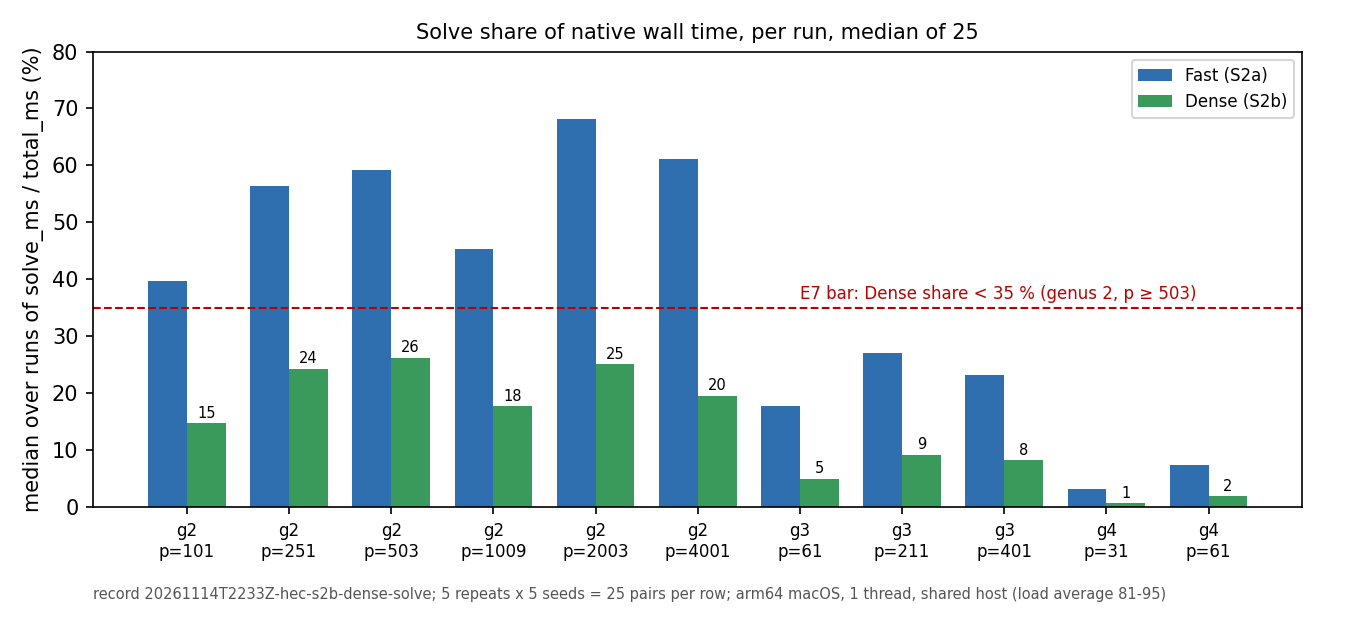 Solve share of native wall time, per run, median of 25
median over runs of solve_ms / total_ms (%)
80
70
60
50
40
30
20
10
0
Fast (S2a)
Dense (S2b)
E7 bar: Dense share < 35 % (genus 2, p ≥ 503)
15
24
26
18
25
20
5
9
8
1
2
g2
p=101
g2
p=251
g2
p=503
g2
p=1009
g2
p=2003
g2
p=4001
g3
p=61
g3
p=211
g3
p=401
g4
p=31
g4
p=61
record 20261114T2233Z-hec-s2b-dense-solve; 5 repeats x 5 seeds = 25 pairs per row; arm64 macOS, 1 thread, shared host (load average 81-95)